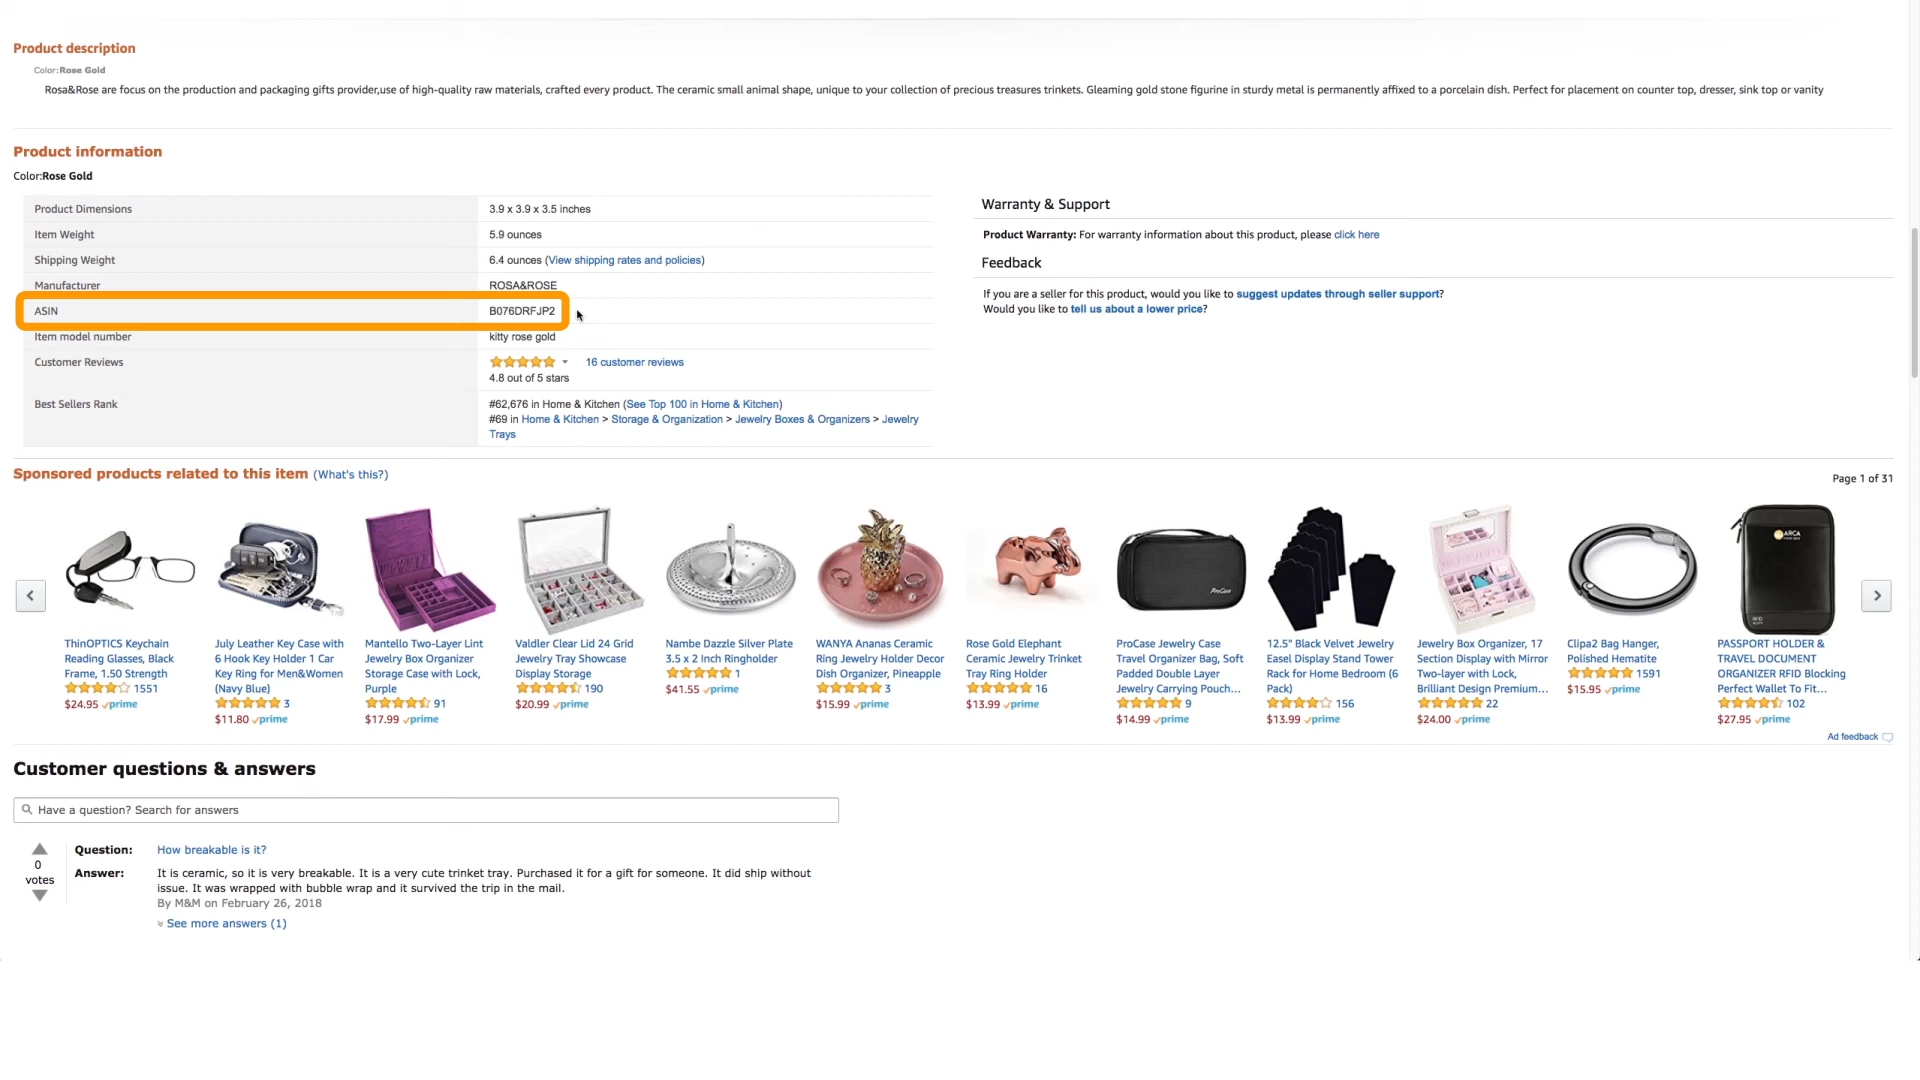 Product description
Color:Rose Gold
Rosa&Rose are focus on the production and packaging gifts provider,use of high-quality raw materials, crafted every product. The ceramic small animal shape, unique to your collection of precious treasures trinkets. Gleaming gold stone figurine in sturdy metal is permanently affixed to a porcelain dish. Perfect for placement on counter top, dresser, sink top or vanity
Product information
Color:Rose Gold
Product Dimensions 3.9 x 3.9 x 3.5 inches
Item Weight 5.9 ounces
Shipping Weight 6.4 ounces (View shipping rates and policies)
Manufacturer ROSA&ROSE
ASIN B076DRFJP2
Item model number kitty rose gold
Customer Reviews 16 customer reviews
4.8 out of 5 stars
Best Sellers Rank #62,676 in Home & Kitchen (See Top 100 in Home & Kitchen)
#69 in Home & Kitchen > Storage & Organization > Jewelry Boxes & Organizers > Jewelry
Trays
Warranty & Support
Product Warranty: For warranty information about this product, please click here
Feedback
If you are a seller for this product, would you like to suggest updates through seller support?
Would you like to tell us about a lower price?
Sponsored products related to this item (What's this?)
Page 1 of 31
ThinOPTICS Keychain
Reading Glasses, Black
Frame, 1.50 Strength
1551
$24.95 prime
July Leather Key Case with
6 Hook Key Holder 1 Car
Key Ring for Men&Women
(Navy Blue)
3
$11.80 prime
Mantello Two-Layer Lint
Jewelry Box Organizer
Storage Case with Lock,
Purple
91
$17.99 prime
Valdler Clear Lid 24 Grid
Jewelry Tray Showcase
Display Storage
190
$20.99 prime
Nambe Dazzle Silver Plate
3.5 x 2 Inch Ringholder
1
$41.55 prime
WANYA Ananas Ceramic
Ring Jewelry Holder Decor
Dish Organizer, Pineapple
3
$15.99 prime
Rose Gold Elephant
Ceramic Jewelry Trinket
Tray Ring Holder
16
$13.99 prime
ProCase
ProCase Jewelry Case
Travel Organizer Bag, Soft
Padded Double Layer
Jewelry Carrying Pouch...
9
$14.99 prime
12.5" Black Velvet Jewelry
Easel Display Stand Tower
Rack for Home Bedroom (6
Pack)
156
$13.99 prime
Jewelry Box Organizer, 17
Section Display with Mirror
Two-layer with Lock,
Brilliant Design Premium...
22
$24.00 prime
Clipa2 Bag Hanger,
Polished Hematite
1591
$15.95 prime
ARCA
PASSPORT HOLDER &
TRAVEL DOCUMENT
ORGANIZER RFID Blocking
Perfect Wallet To Fit...
102
$27.95 prime
Ad feedback
Customer questions & answers
Have a question? Search for answers
0
votes
Question: How breakable is it?
Answer: It is ceramic, so it is very breakable. It is a very cute trinket tray. Purchased it for a gift for someone. It did ship without
issue. It was wrapped with bubble wrap and it survived the trip in the mail.
By M&M on February 26, 2018
See more answers (1)